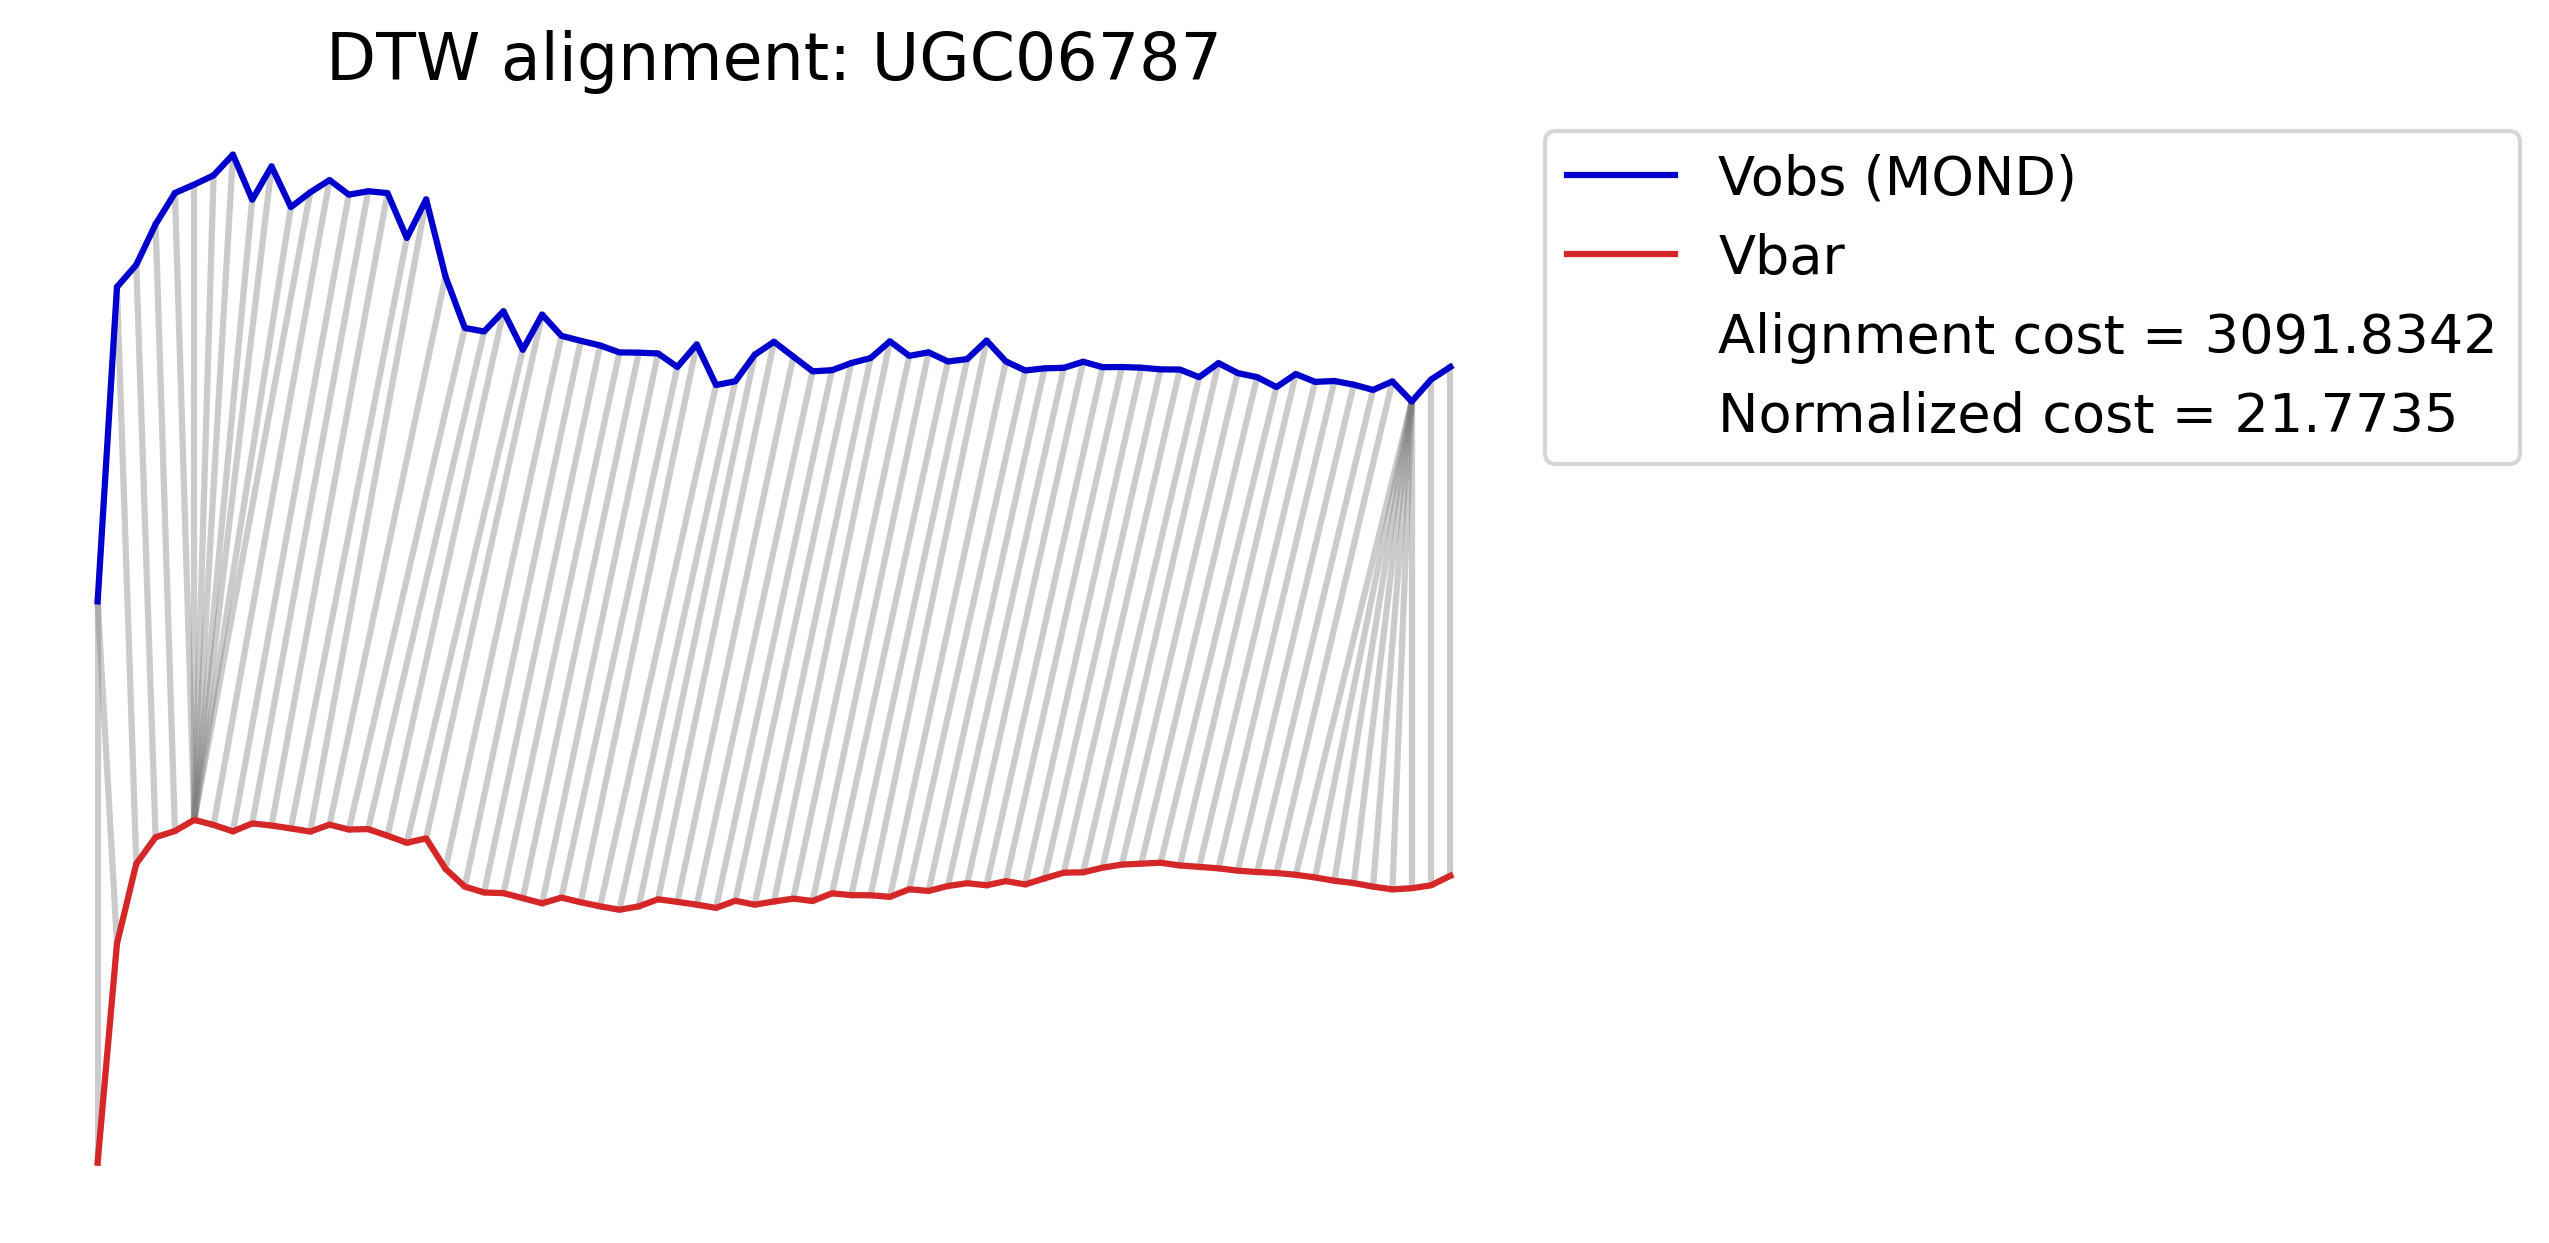 DTW alignment: UGC06787
Vobs (MOND)
Vbar
Alignment cost = 3091.8342
Normalized cost = 21.7735